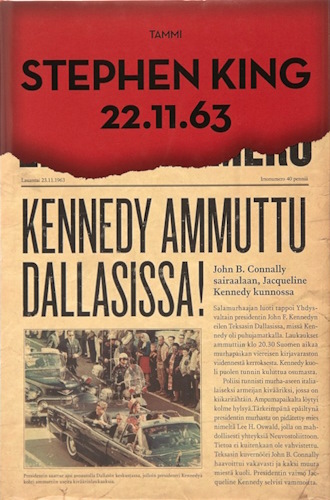 TAMMI
STEPHEN KING
22.11.63
Lauantai 23.11.1963
Irtonumero 40 penniä
KENNEDY AMMUTTU
DALLASISSA!
John B. Connally
sairaalaan, Jacqueline
Kennedy kunnossa
Salamurhaajan luoti tappoi Yhdys-
valtain presidentin John F. Kennedyn
eilen Teksasin Dallasissa, missä Ken-
nedy oli puhujamatkalla. Laukaukset
ammuttiin klo 20.30 Suomen aikaa
murhapaikan viereisen kirjavaraston
viidennestä kerroksesta. Kennedy kuo-
li puolen tunnin kuluttua osumasta.
Poliisi tunnisti murha-aseen italia-
laiseksi armeijan kivääriksi, jossa on
kiikaritähtäin. Ampumapaikalta löytyi
kolme hylsyä. Tärkeimpänä epäiltynä
presidentin murhasta on pidätetty mies
nimeltä Lee H. Oswald, jolla on mah-
dollisesti yhteyksiä Neuvostoliittoon.
Tietoa ei kuitenkaan ole vahvistettu.
Teksasin kuvernööri John B. Connally
haavoittui vakavasti ja kaksi muuta
miestä kuoli. Presidentin vaimo Jac-
queline Kennedy selvisi vammoitta.